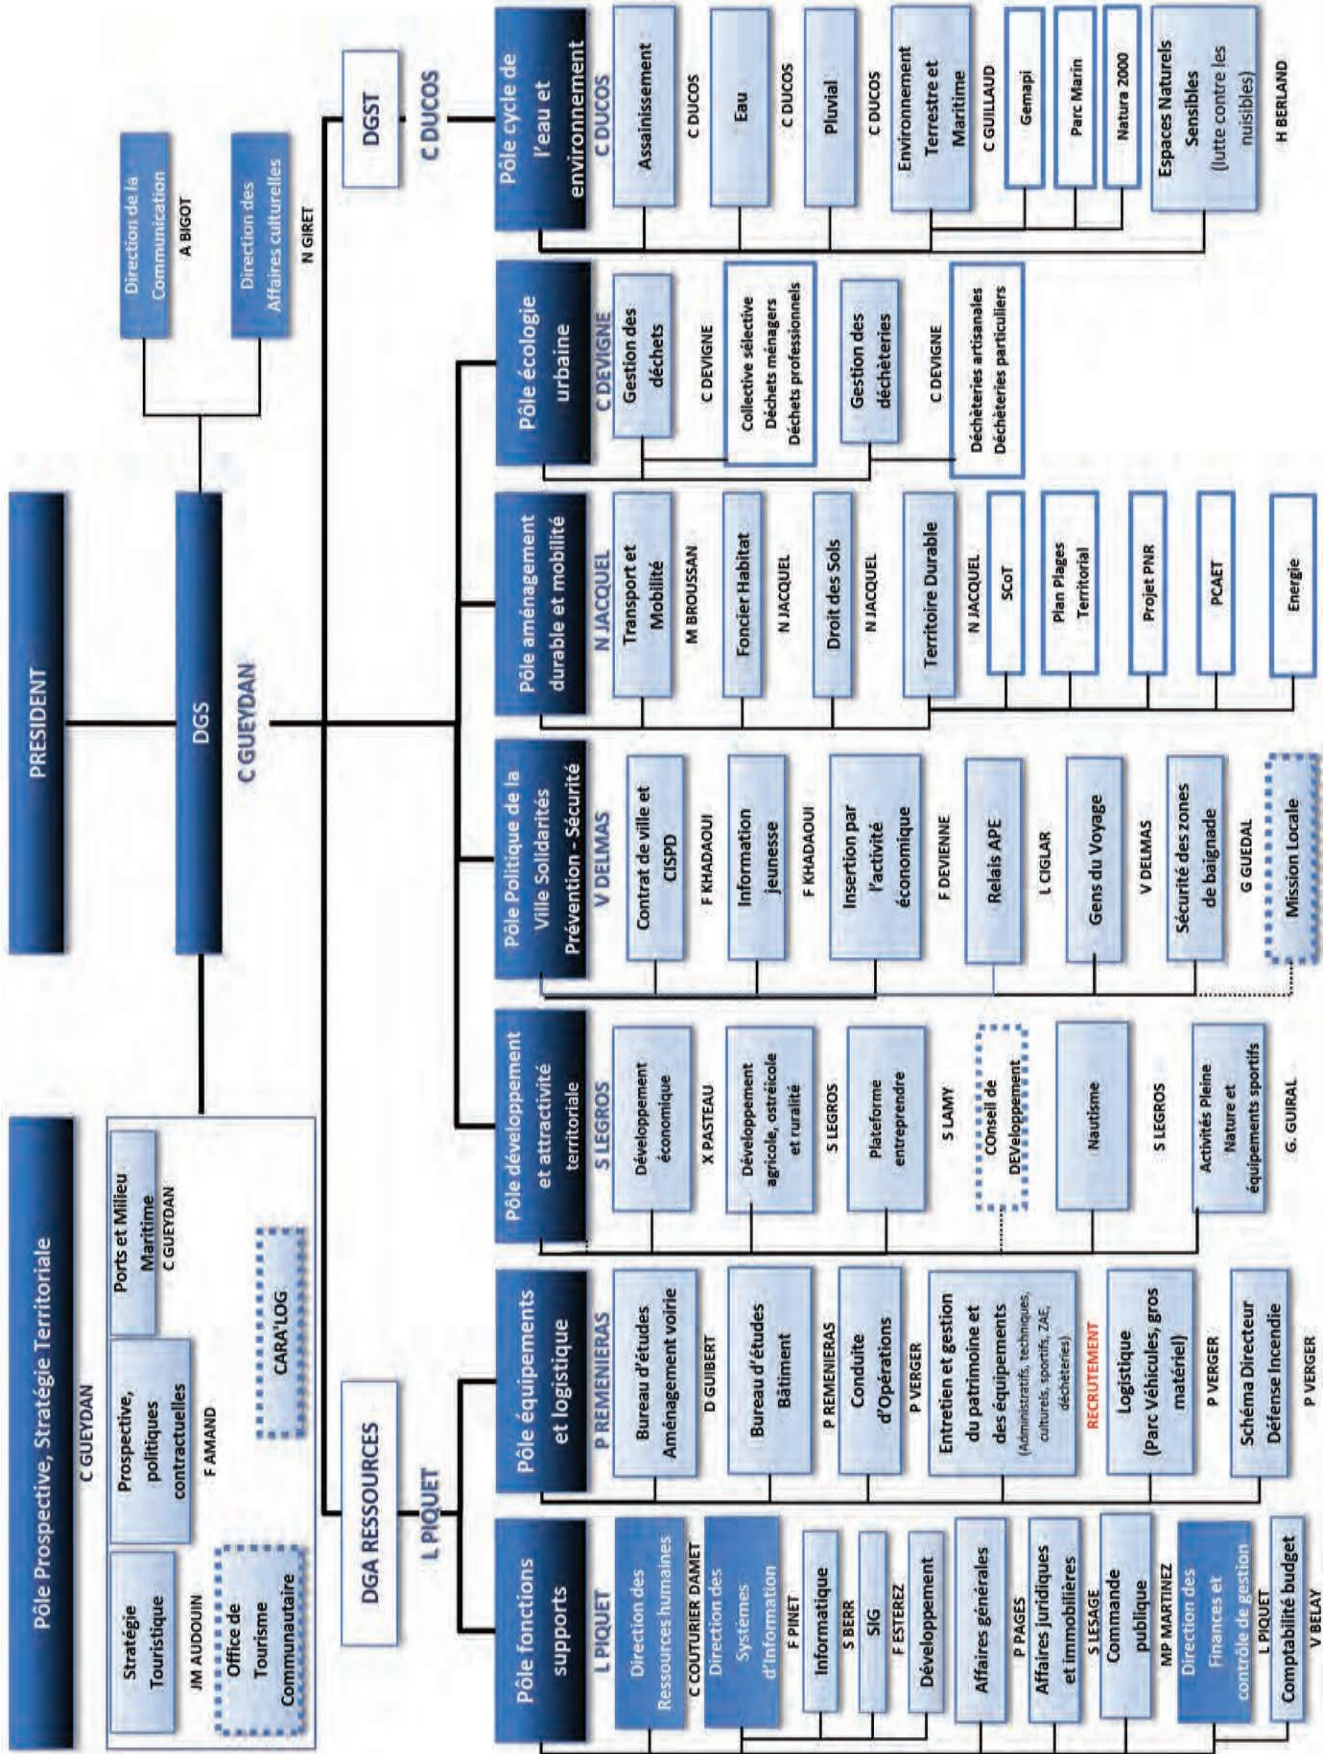 PRESIDENT
DGS
C GUEYDAN
Direction de la
Communication
A BIGOT
Direction des
Affaires culturelles
N GIRET
Pôle Prospective, Stratégie Territoriale
C GUEYDAN
Stratégie
Touristique
JM AUDOUIN
Prospective,
politiques
contractuelles
F AMAND
Ports et Milieu
Maritime
C GUEYDAN
Office de
Tourisme
Communautaire
CARA'LOG
DGA RESSOURCES
L PIQUET
DGST
C DUCOS
Pôle fonctions
supports
L PIQUET
Direction des
Ressources humaines
C COUTURIER DAMET
Direction des
Systèmes
d'Information
F PINET
Informatique
S BERR
SIG
F ESTEREZ
Développement
Affaires générales
P PAGES
Affaires juridiques
et immobilières
S LESAGE
Commande
publique
MP MARTINEZ
Direction des
Finances et
contrôle de gestion
L PIQUET
Comptabilité budget
V BELAY
Pôle équipements
et logistique
P REMENIERAS
Bureau d'études
Aménagement voirie
D GUIBERT
Bureau d'études
Bâtiment
P REMENIERAS
Conduite
d'Opérations
P VERGER
Entretien et gestion
du patrimoine et
des équipements
(Administratifs, techniques,
culturels, sportifs, ZAE,
déchèteries)
RECRUTEMENT
Logistique
(Parc Véhicules, gros
matériel)
P VERGER
Schéma Directeur
Défense Incendie
P VERGER
Pôle développement
et attractivité
territoriale
S LEGROS
Développement
économique
X PASTEAU
Développement
agricole, ostréicole
et ruralité
S LEGROS
Plateforme
entreprendre
S LAMY
COnseil de
DEVeloppement
Nautisme
S LEGROS
Activités Pleine
Nature et
équipements sportifs
G. GUIRAL
Pôle Politique de la
Ville Solidarités
Prévention - Sécurité
V DELMAS
Contrat de ville et
CISPD
F KHADAOUI
Information
jeunesse
F KHADAOUI
Insertion par
l'activité
économique
F DEVIENNE
Relais APE
L CIGLAR
Gens du Voyage
V DELMAS
Sécurité des zones
de baignade
G GUEDAL
Mission Locale
Pôle aménagement
durable et mobilité
N JACQUEL
Transport et
Mobilité
M BROUSSAN
Foncier Habitat
N JACQUEL
Droit des Sols
N JACQUEL
Territoire Durable
N JACQUEL
SCoT
Plan Plages
Territorial
Projet PNR
PCAET
Energie
Pôle écologie
urbaine
C DEVIGNE
Gestion des
déchets
C DEVIGNE
Collective sélective
Déchets ménagers
Déchets professionnels
Gestion des
déchèteries
C DEVIGNE
Déchèteries artisanales
Déchèteries particuliers
Pôle cycle de
l'eau et
environnement
C DUCOS
Assainissement
C DUCOS
Eau
C DUCOS
Pluvial
C DUCOS
Environnement
Terrestre et
Maritime
C GUILLAUD
Gemapi
Parc Marin
Natura 2000
Espaces Naturels
Sensibles
(lutte contre les
nuisibles)
H BERLAND